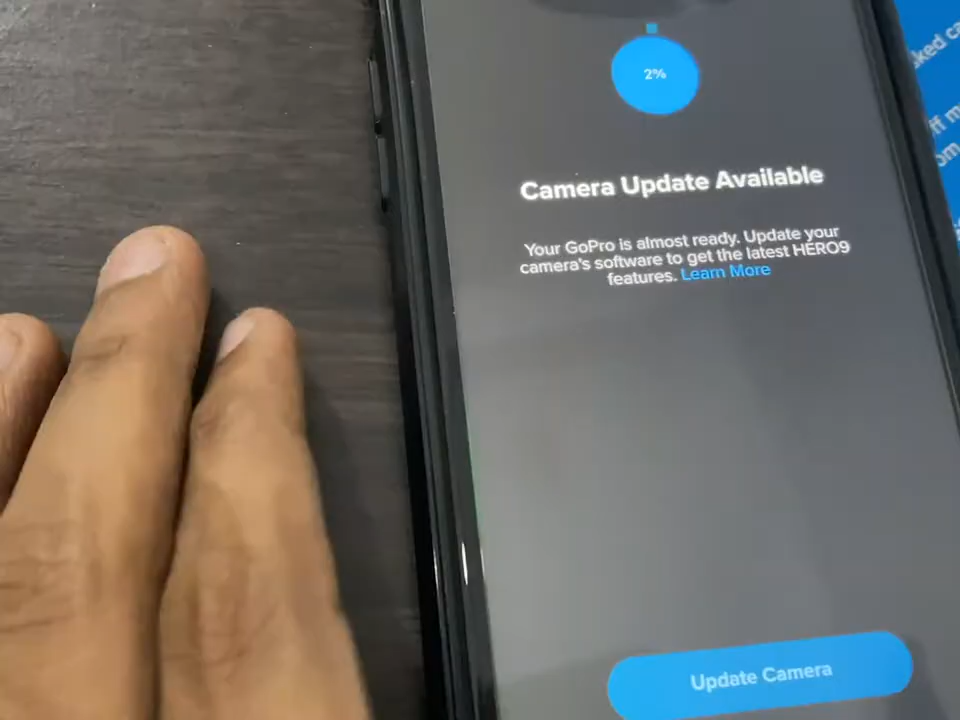 2%
Camera Update Available
Your GoPro is almost ready. Update your
camera's software to get the latest HERO9
features. Learn More
Update Camera